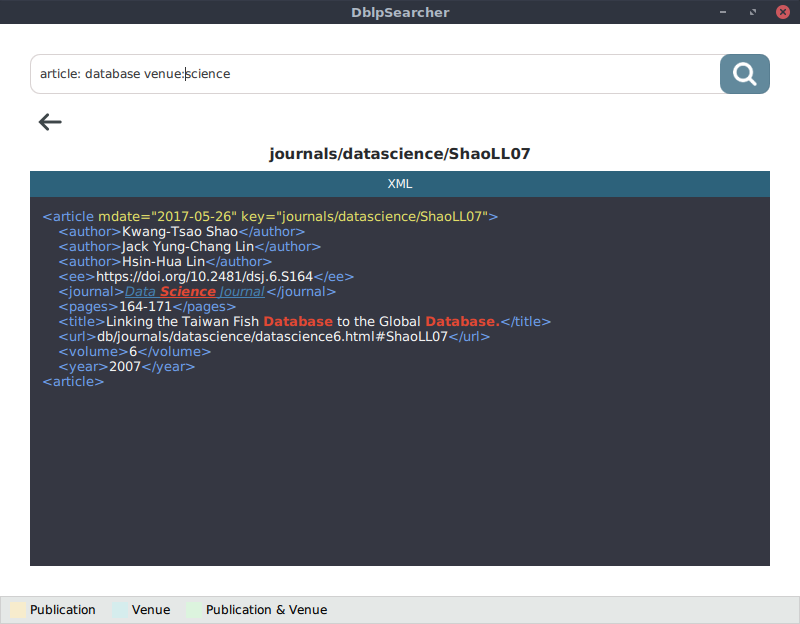 DblpSearcher
article: database venue:science
journals/datascience/ShaoLL07
XML
<article mdate="2017-05-26" key="journals/datascience/ShaoLL07">
<author>Kwang-Tsao Shao</author>
<author>Jack Yung-Chang Lin</author>
<author>Hsin-Hua Lin</author>
<ee>https://doi.org/10.2481/dsj.6.S164</ee>
<journal>Data Science Journal</journal>
<pages>164-171</pages>
<title>Linking the Taiwan Fish Database to the Global Database.</title>
<url>db/journals/datascience/datascience6.html#ShaoLL07</url>
<volume>6</volume>
<year>2007</year>
<article>
Publication Venue Publication & Venue